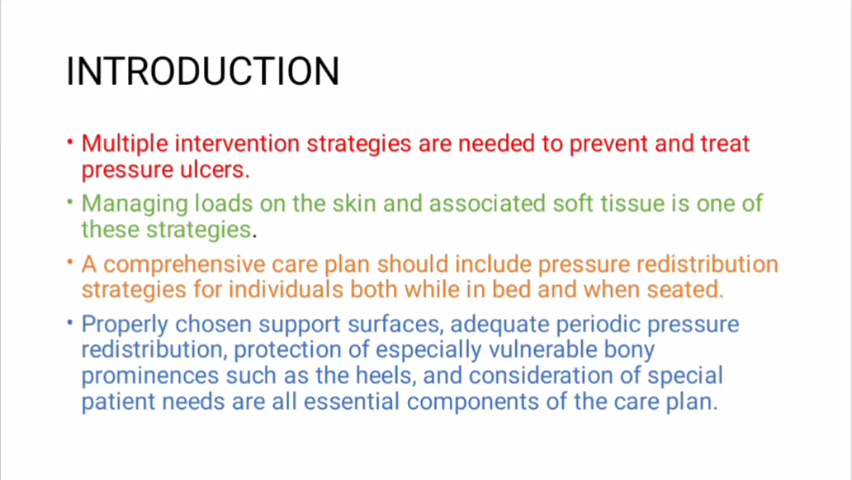 INTRODUCTION
• Multiple intervention strategies are needed to prevent and treat
pressure ulcers.
• Managing loads on the skin and associated soft tissue is one of
these strategies.
• A comprehensive care plan should include pressure redistribution
strategies for individuals both while in bed and when seated.
• Properly chosen support surfaces, adequate periodic pressure
redistribution, protection of especially vulnerable bony
prominences such as the heels, and consideration of special
patient needs are all essential components of the care plan.